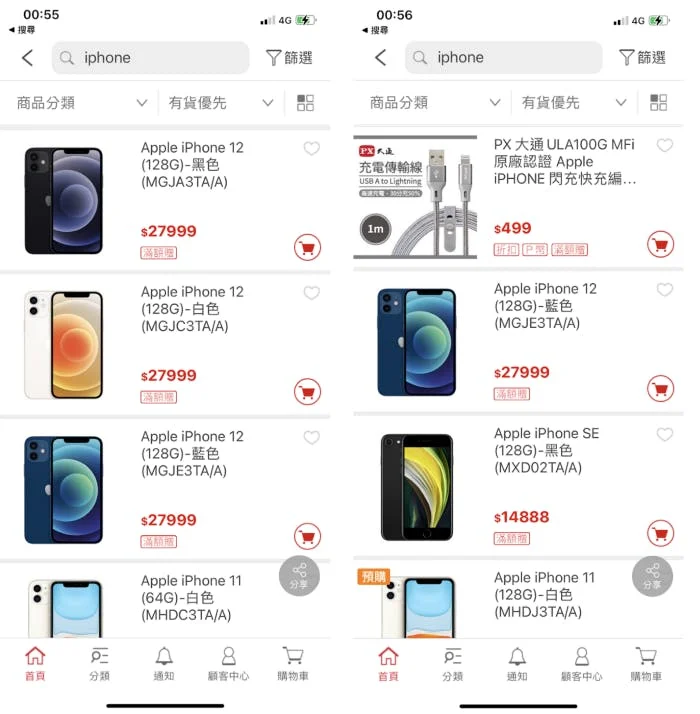 00:55
4G
◀ 搜尋
iphone
篩選
商品分類
有貨優先
Apple iPhone 12
(128G)-黑色
(MGJA3TA/A)
$27999
滿額贈
Apple iPhone 12
(128G)-白色
(MGJC3TA/A)
$27999
滿額贈
Apple iPhone 12
(128G)-藍色
(MGJE3TA/A)
$27999
滿額贈
Apple iPhone 11
(64G)-白色
(MHDC3TA/A)
分享
首頁
分類
通知
顧客中心
購物車
00:56
4G
◀ 搜尋
iphone
篩選
商品分類
有貨優先
PX 大通
充電傳輸線
USB A to Lightning
1m
PX 大通 ULA100G MFi
原廠認證 Apple
iPHONE 閃充快充編...
$499
折扣 P 幣 滿額贈
Apple iPhone 12
(128G)-藍色
(MGJE3TA/A)
$27999
滿額贈
Apple iPhone SE
(128G)-黑色
(MXD02TA/A)
$14888
滿額贈
預購
Apple iPhone 11
(128G)-白色
(MHDJ3TA/A)
分享
首頁
分類
通知
顧客中心
購物車